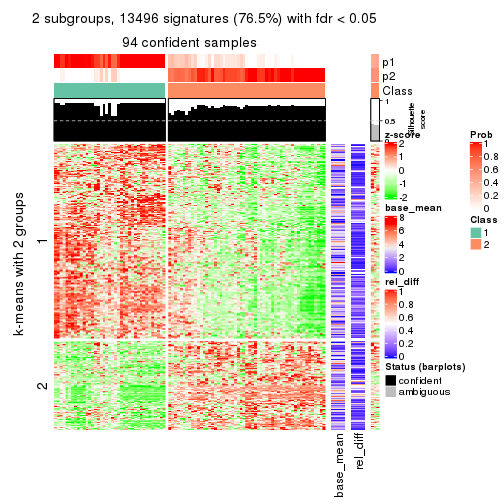 2 subgroups, 13496 signatures (76.5%) with fdr < 0.05
94 confident samples
p1
p2
Class
1
0.5
0
Silhouette
score
k-means with 2 groups
1
2
base_mean
rel_diff
z-score
2
1
0
-1
-2
base_mean
8
6
4
2
0
rel_diff
1
0.8
0.6
0.4
0.2
0
Status (barplots)
confident
ambiguous
Prob
1
0.8
0.6
0.4
0.2
0
Class
1
2